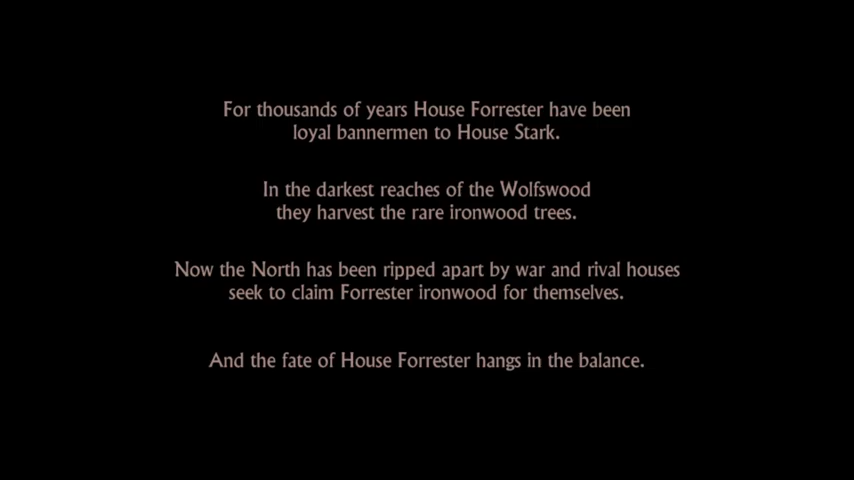 For thousands of years House Forrester have been
loyal bannermen to House Stark.
In the darkest reaches of the Wolfswood
they harvest the rare ironwood trees.
Now the North has been ripped apart by war and rival houses
seek to claim Forrester ironwood for themselves.
And the fate of House Forrester hangs in the balance.